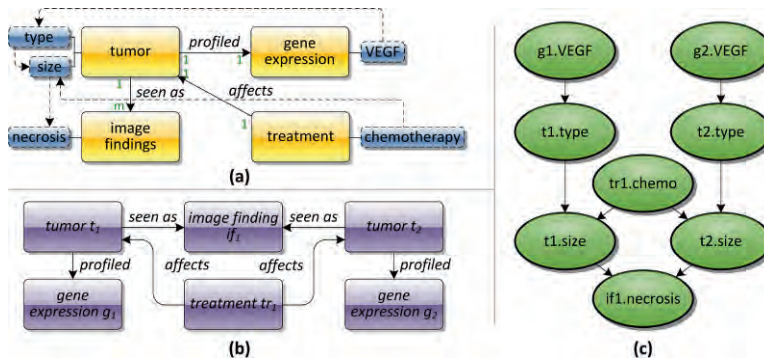 type
size
tumor
profiled
gene
expression
VEGF
1
1
1
1
m
seen as
affects
1
necrosis
image
findings
treatment
chemotherapy
(a)
tumor t1
seen as
image finding
if1
seen as
tumor t2
profiled
affects
affects
profiled
gene
expression g1
treatment tr1
gene
expression g2
(b)
g1.VEGF
g2.VEGF
t1.type
t2.type
tr1.chemo
t1.size
t2.size
if1.necrosis
(c)